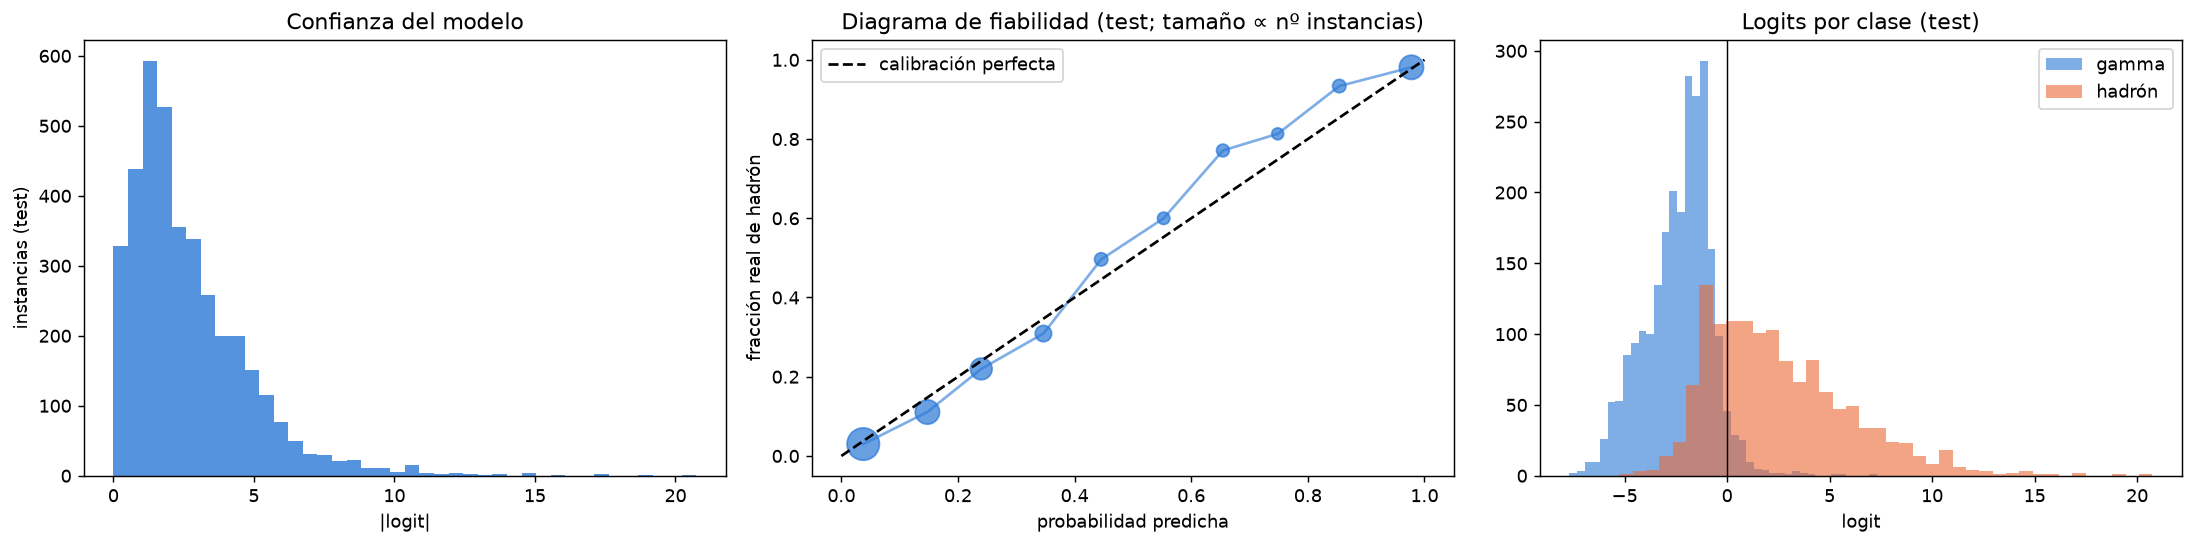 Confianza del modelo
600
500
400
300
200
100
0
instancias (test)
0 5 10 15 20
|logit|
Diagrama de fiabilidad (test; tamaño ∝ nº instancias)
calibración perfecta
1.0
0.8
0.6
0.4
0.2
0.0
fracción real de hadrón
0.0 0.2 0.4 0.6 0.8 1.0
probabilidad predicha
Logits por clase (test)
gamma
hadrón
300
250
200
150
100
50
0
−5 0 5 10 15 20
logit